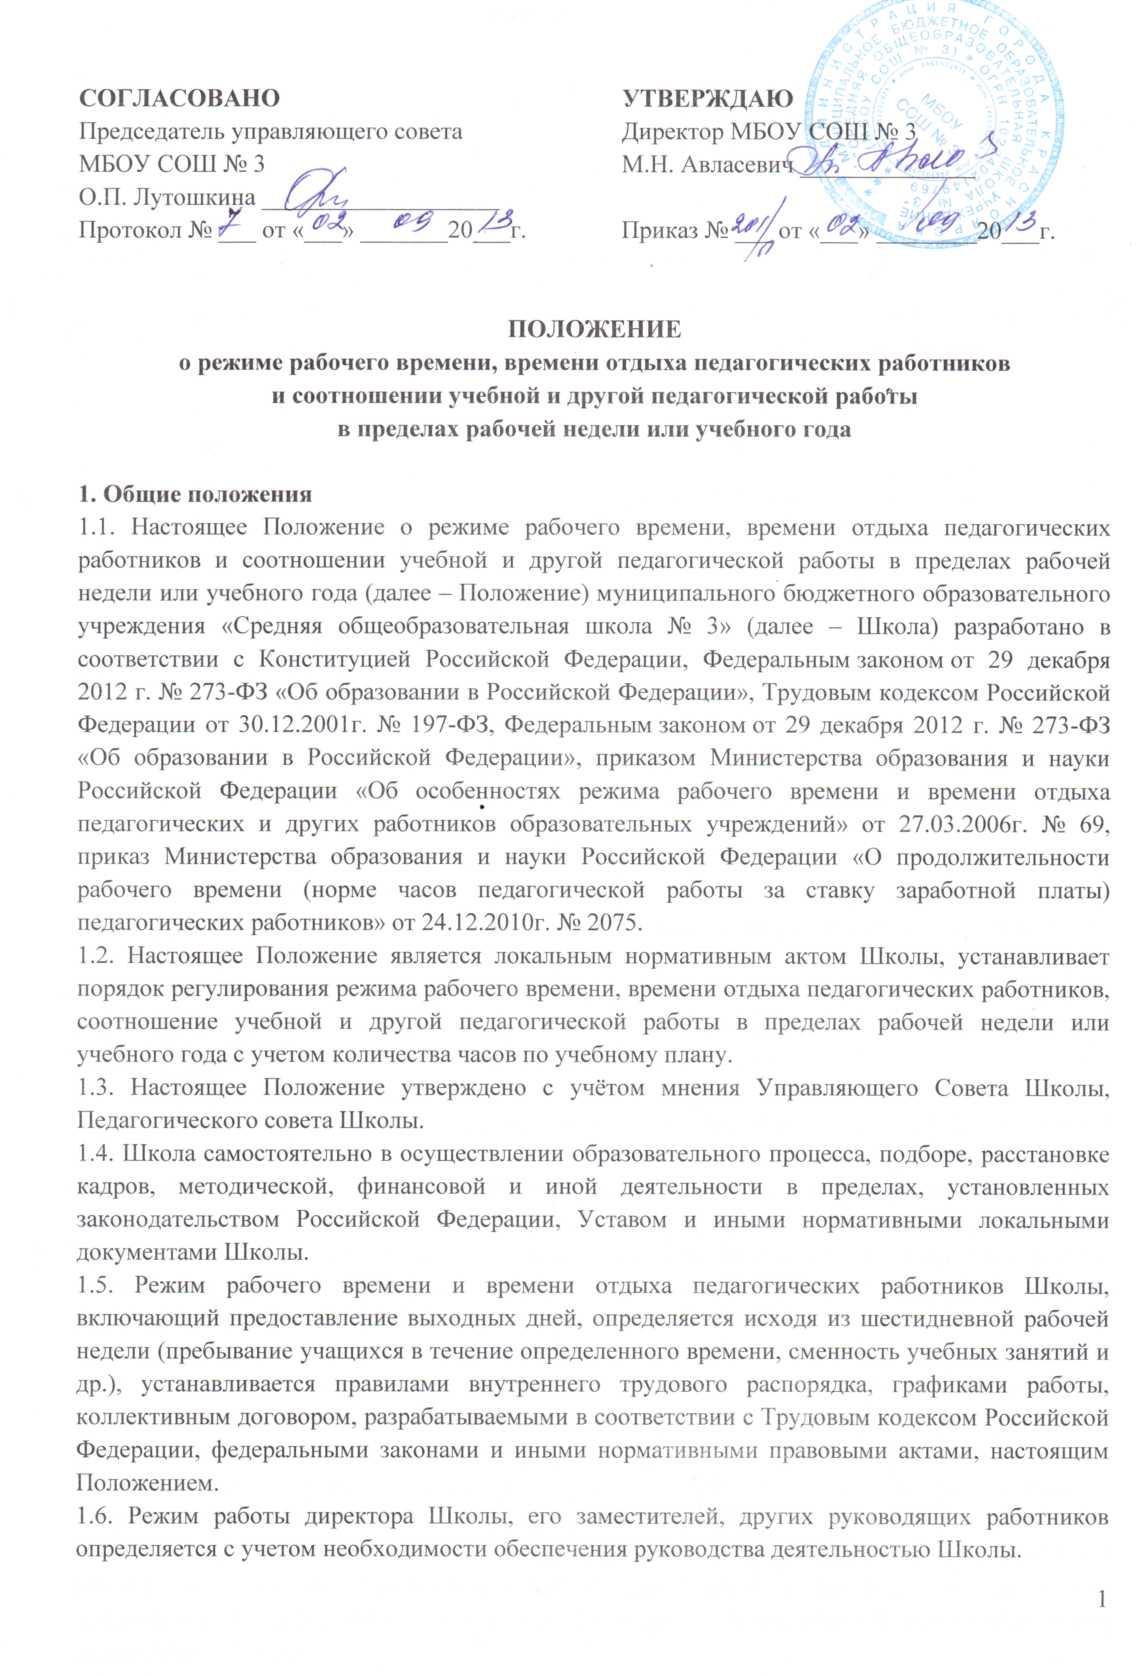 СОГЛАСОВАНО УТВЕРЖДАЮ
Председатель управляющего совета Директор МБОУ СОШ № 3
МБОУ СОШ № 3 М.Н. Авласевич
О.П. Лутошкина
Протокол № 7 от «02» 09 2013г. Приказ № от «02» 09 2013г.
МБОУ
СОШ № 3
ПОЛОЖЕНИЕ
о режиме рабочего времени, времени отдыха педагогических работников
и соотношении учебной и другой педагогической работы
в пределах рабочей недели или учебного года
1. Общие положения
1.1. Настоящее Положение о режиме рабочего времени, времени отдыха педагогических
работников и соотношении учебной и другой педагогической работы в пределах рабочей
недели или учебного года (далее – Положение) муниципального бюджетного образовательного
учреждения «Средняя общеобразовательная школа № 3» (далее – Школа) разработано в
соответствии с Конституцией Российской Федерации, Федеральным законом от 29 декабря
2012 г. № 273-ФЗ «Об образовании в Российской Федерации», Трудовым кодексом Российской
Федерации от 30.12.2001г. № 197-ФЗ, Федеральным законом от 29 декабря 2012 г. № 273-ФЗ
«Об образовании в Российской Федерации», приказом Министерства образования и науки
Российской Федерации «Об особенностях режима рабочего времени и времени отдыха
педагогических и других работников образовательных учреждений» от 27.03.2006г. № 69,
приказ Министерства образования и науки Российской Федерации «О продолжительности
рабочего времени (норме часов педагогической работы за ставку заработной платы)
педагогических работников» от 24.12.2010г. № 2075.
1.2. Настоящее Положение является локальным нормативным актом Школы, устанавливает
порядок регулирования режима рабочего времени, времени отдыха педагогических работников,
соотношение учебной и другой педагогической работы в пределах рабочей недели или
учебного года с учетом количества часов по учебному плану.
1.3. Настоящее Положение утверждено с учётом мнения Управляющего Совета Школы,
Педагогического совета Школы.
1.4. Школа самостоятельно в осуществлении образовательного процесса, подборе, расстановке
кадров, методической, финансовой и иной деятельности в пределах, установленных
законодательством Российской Федерации, Уставом и иными нормативными локальными
документами Школы.
1.5. Режим рабочего времени и времени отдыха педагогических работников Школы,
включающий предоставление выходных дней, определяется исходя из шестидневной рабочей
недели (пребывание учащихся в течение определенного времени, сменность учебных занятий и
др.), устанавливается правилами внутреннего трудового распорядка, графиками работы,
коллективным договором, разрабатываемыми в соответствии с Трудовым кодексом Российской
Федерации, федеральными законами и иными нормативными правовыми актами, настоящим
Положением.
1.6. Режим работы директора Школы, его заместителей, других руководящих работников
определяется с учетом необходимости обеспечения руководства деятельностью Школы.
1